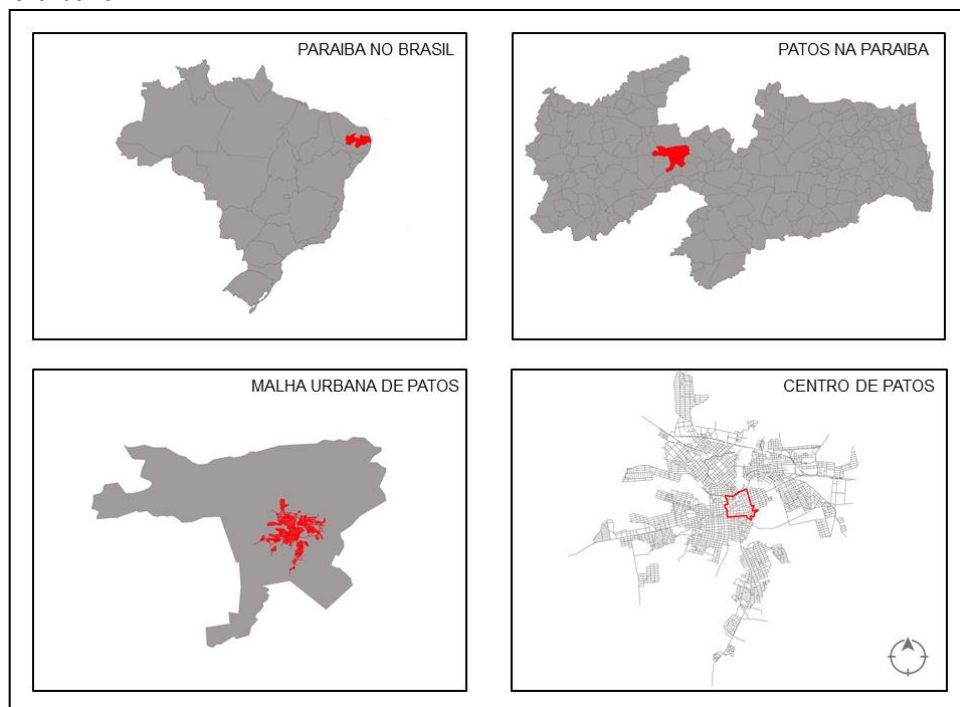 PARAIBA NO BRASIL
PATOS NA PARAIBA
MALHA URBANA DE PATOS
CENTRO DE PATOS